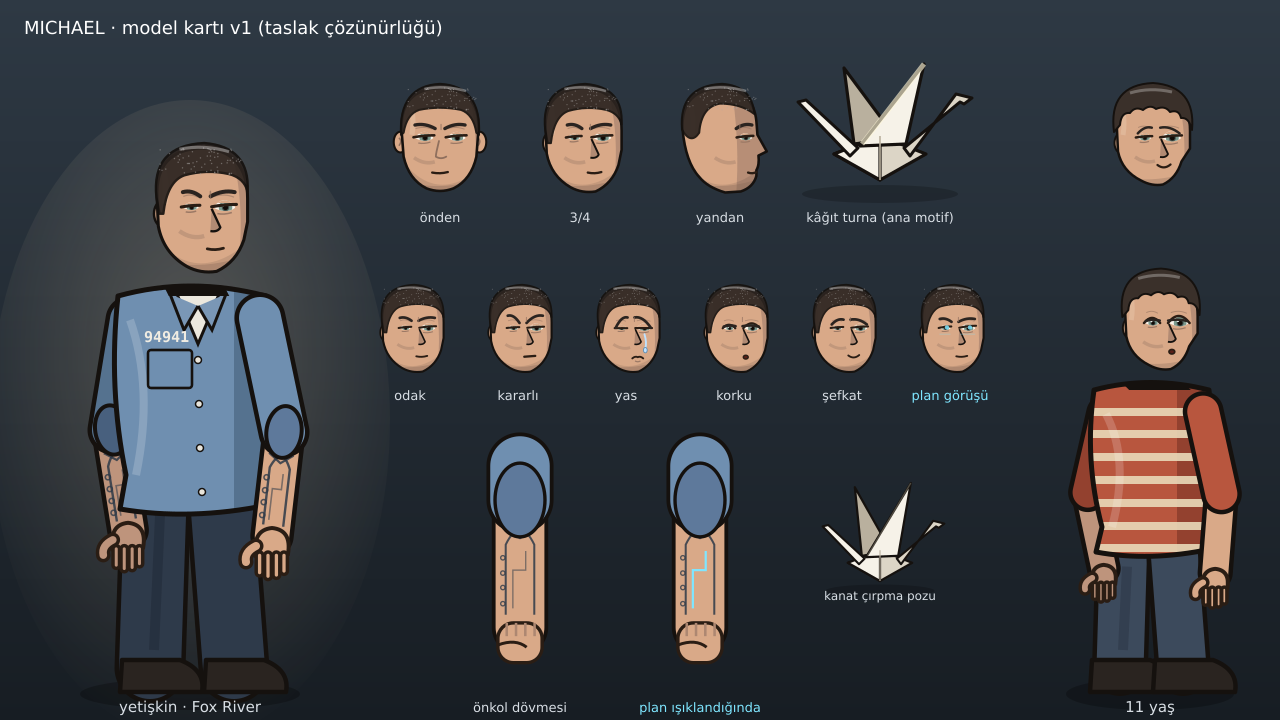 MICHAEL · model kartı v1 (taslak çözünürlüğü)
önden
3/4
yandan
kâğıt turna (ana motif)
94941
odak
kararlı
yas
korku
şefkat
plan görüşü
kanat çırpma pozu
yetişkin · Fox River
önkol dövmesi
plan ışıklandığında
11 yaş